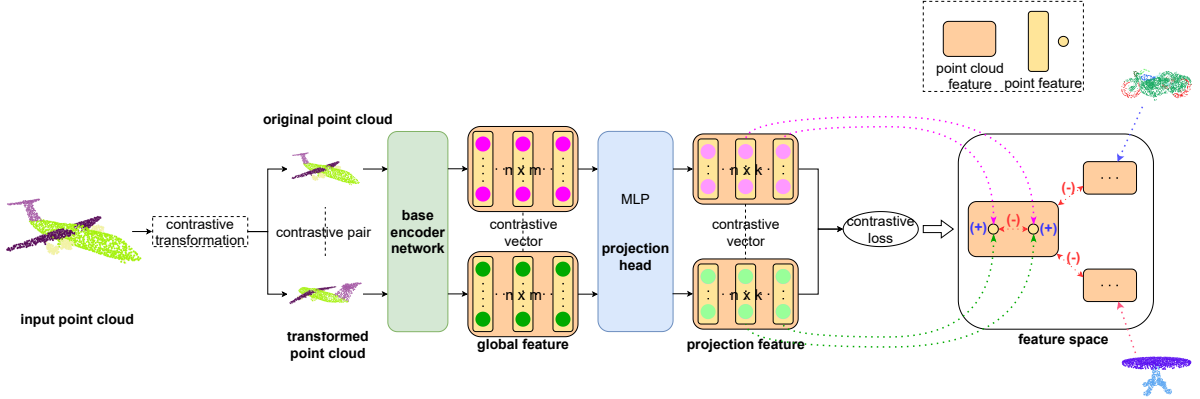 point cloud
feature
point feature
original point cloud
n x m
n x k
contrastive
transformation
contrastive pair
base
encoder
network
contrastive
vector
MLP
projection
head
contrastive
vector
contrastive
loss
(-)
. . .
(+)
(-)
(+)
(-)
. . .
n x m
n x k
input point cloud
transformed
point cloud
global feature
projection feature
feature space